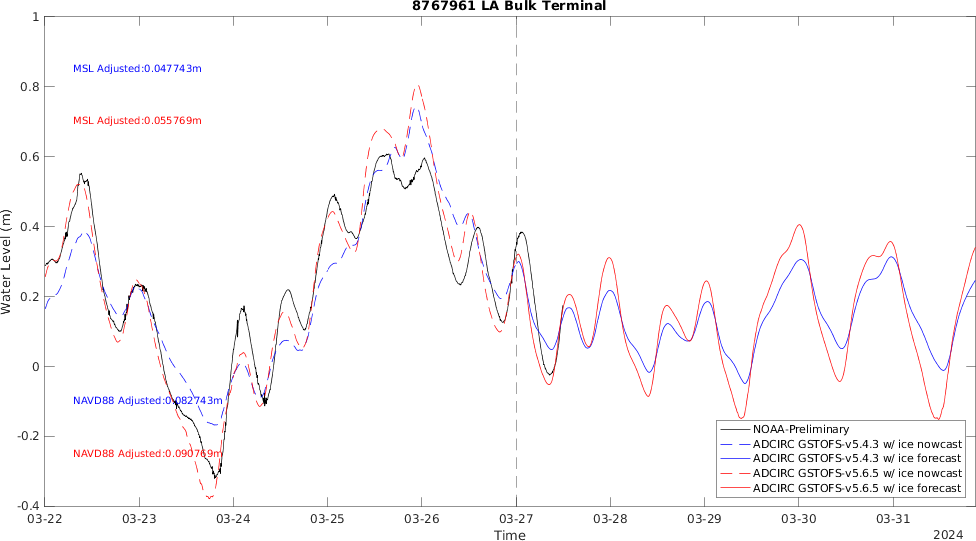 8767961 LA Bulk Terminal
1
0.8
0.6
0.4
0.2
0
-0.2
-0.4
Water Level (m)
MSL Adjusted:0.047743m
MSL Adjusted:0.055769m
NAVD88 Adjusted:0.082743m
NAVD88 Adjusted:0.090769m
NOAA-Preliminary
ADCIRC GSTOFS-v5.4.3 w/ ice nowcast
ADCIRC GSTOFS-v5.4.3 w/ ice forecast
ADCIRC GSTOFS-v5.6.5 w/ ice nowcast
ADCIRC GSTOFS-v5.6.5 w/ ice forecast
03-22 03-23 03-24 03-25 03-26 03-27 03-28 03-29 03-30 03-31
Time
2024